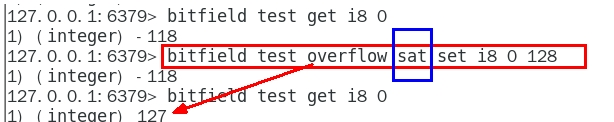 127.0.0.1:6379> bitfield test get i8 0
1) (integer) -118
127.0.0.1:6379> bitfield test overflow sat set i8 0 128
1) (integer) -118
127.0.0.1:6379> bitfield test get i8 0
1) (integer) 127